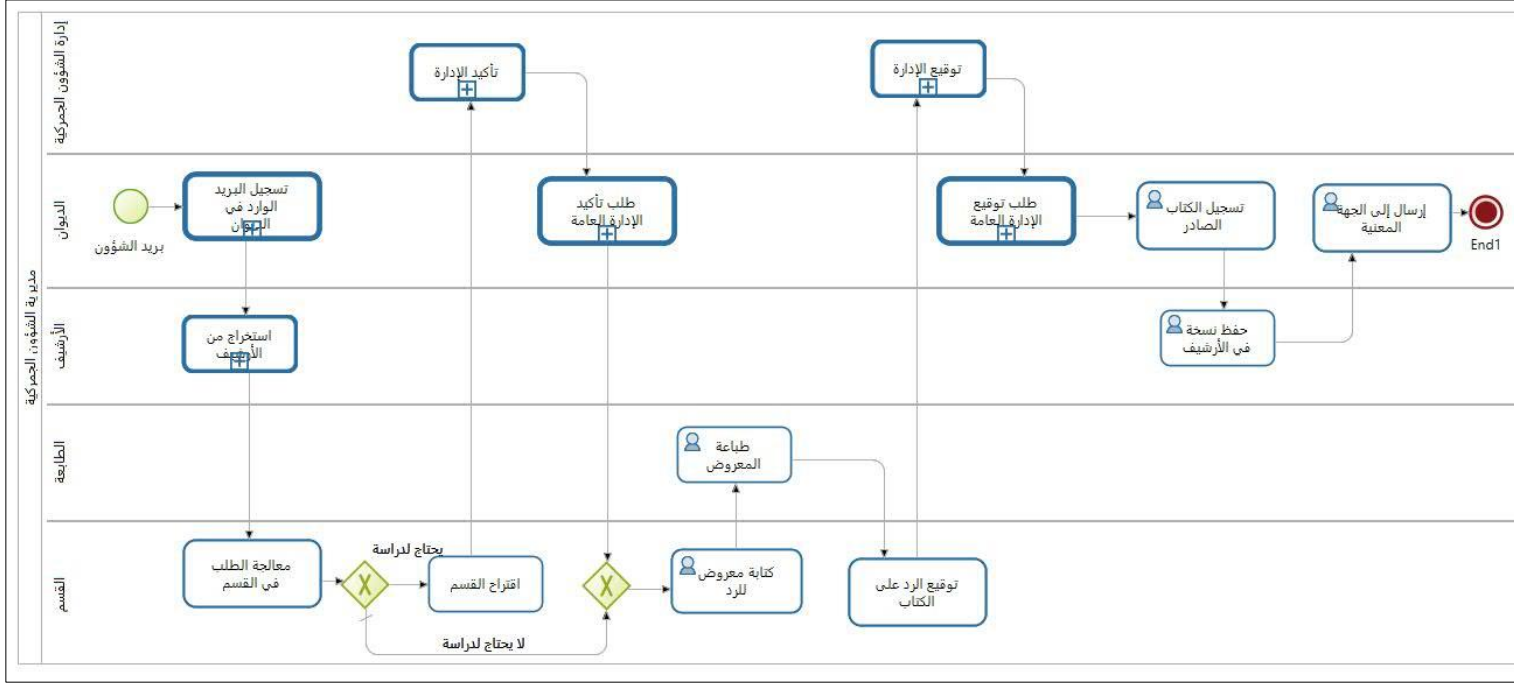 مديرية الشؤون الجمركية
إدارة الشؤون الجمركية
تأكيد الإدارة
توقيع الإدارة
الديوان
بريد الشؤون
تسجيل البريد
الوارد في
الديوان
طلب تأكيد
الإدارة العامة
طلب توقيع
الإدارة العامة
تسجيل الكتاب
الصادر
إرسال إلى الجهة
المعنية
End1
الأرشيف
استخراج من
الأرشيف
حفظ نسخة
في الأرشيف
الطابعة
طباعة
المعروض
القسم
معالجة الطلب
في القسم
يحتاج لدراسة
اقتراح القسم
لا يحتاج لدراسة
كتابة معروض
للرد
توقيع الرد على
الكتاب